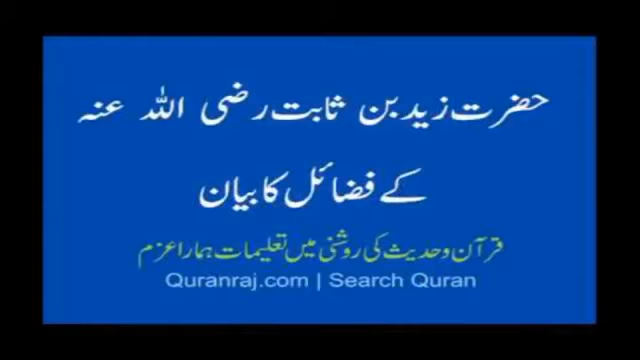 حضرت زید بن ثابت رضی اللہ عنہ
کے فضائل کا بیان
قرآن و حدیث کی روشنی میں تعلیمات ہمارا عزم
Quranraj.com | Search Quran